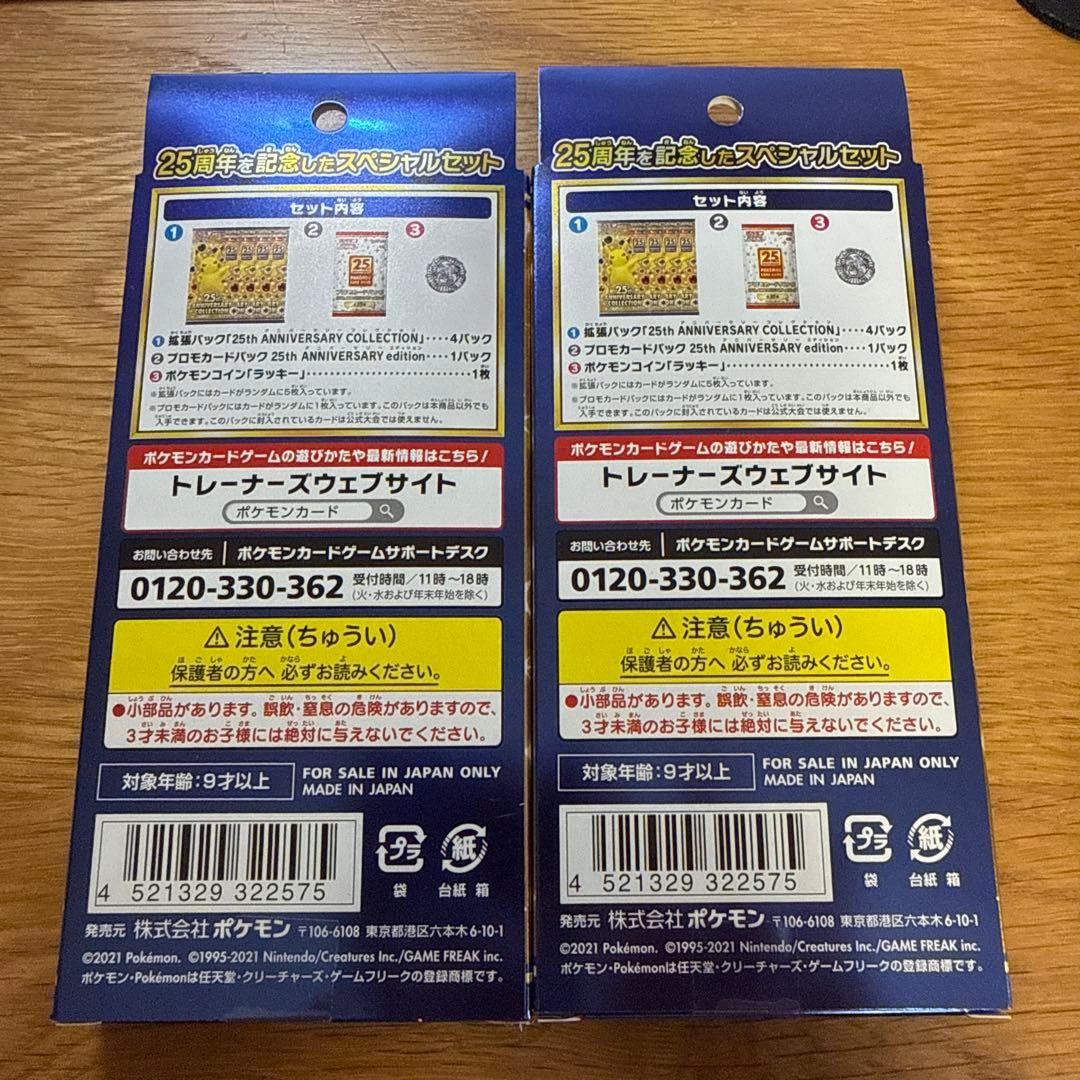 25周年を記念したスペシャルセット
セット内容
1 2 3
25th ANNIVERSARY COLLECTION
1 拡張パック「25th ANNIVERSARY COLLECTION」‥‥4パック
2 プロモカードパック 25th ANNIVERSARY edition‥‥1パック
3 ポケモンコイン「ラッキー」‥‥‥‥‥‥‥‥‥‥‥‥1枚
※拡張パックにはカードがランダムに5枚入っています。
※プロモカードパックにはカードがランダムに1枚入っています。このパックは本商品以外でも
入手できます。このパックに封入されているカードは公式大会では使えません。
ポケモンカードゲームの遊びかたや最新情報はこちら!
トレーナーズウェブサイト
ポケモンカード
お問い合わせ先 ポケモンカードゲームサポートデスク
0120-330-362 受付時間/11時~18時
(火・水および年末年始を除く)
⚠注意(ちゅうい)
保護者の方へ 必ずお読みください。
●小部品があります。誤飲・窒息の危険がありますので、
3才未満のお子様には絶対に与えないでください。
対象年齢:9才以上
FOR SALE IN JAPAN ONLY
MADE IN JAPAN
4 521329 322575
プラ 紙
袋 台紙 箱
発売元 株式会社ポケモン 〒106-6108 東京都港区六本木6-10-1
©2021 Pokémon. ©1995-2021 Nintendo/Creatures Inc./GAME FREAK inc.
ポケモン・Pokémonは任天堂・クリーチャーズ・ゲームフリークの登録商標です。
25周年を記念したスペシャルセット
セット内容
1 2 3
25th ANNIVERSARY COLLECTION
1 拡張パック「25th ANNIVERSARY COLLECTION」‥‥4パック
2 プロモカードパック 25th ANNIVERSARY edition‥‥1パック
3 ポケモンコイン「ラッキー」‥‥‥‥‥‥‥‥‥‥‥‥1枚
※拡張パックにはカードがランダムに5枚入っています。
※プロモカードパックにはカードがランダムに1枚入っています。このパックは本商品以外でも
入手できます。このパックに封入されているカードは公式大会では使えません。
ポケモンカードゲームの遊びかたや最新情報はこちら!
トレーナーズウェブサイト
ポケモンカード
お問い合わせ先 ポケモンカードゲームサポートデスク
0120-330-362 受付時間/11時~18時
(火・水および年末年始を除く)
⚠注意(ちゅうい)
保護者の方へ 必ずお読みください。
●小部品があります。誤飲・窒息の危険がありますので、
3才未満のお子様には絶対に与えないでください。
対象年齢:9才以上
FOR SALE IN JAPAN ONLY
MADE IN JAPAN
4 521329 322575
プラ 紙
袋 台紙 箱
発売元 株式会社ポケモン 〒106-6108 東京都港区六本木6-10-1
©2021 Pokémon. ©1995-2021 Nintendo/Creatures Inc./GAME FREAK inc.
ポケモン・Pokémonは任天堂・クリーチャーズ・ゲームフリークの登録商標です。